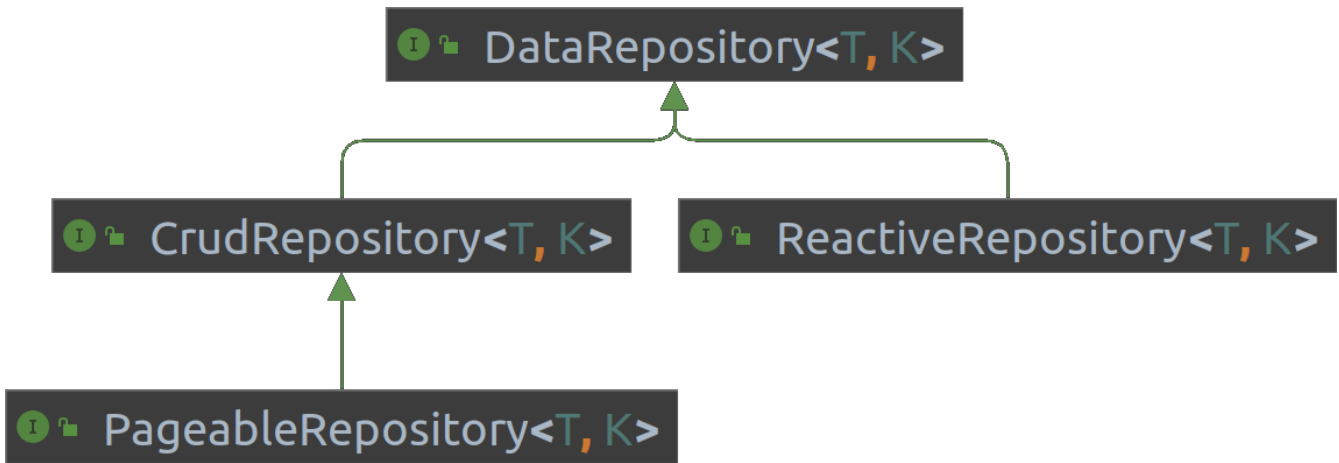 I DataRepository<T, K>
I CrudRepository<T, K>
I ReactiveRepository<T, K>
I PageableRepository<T, K>